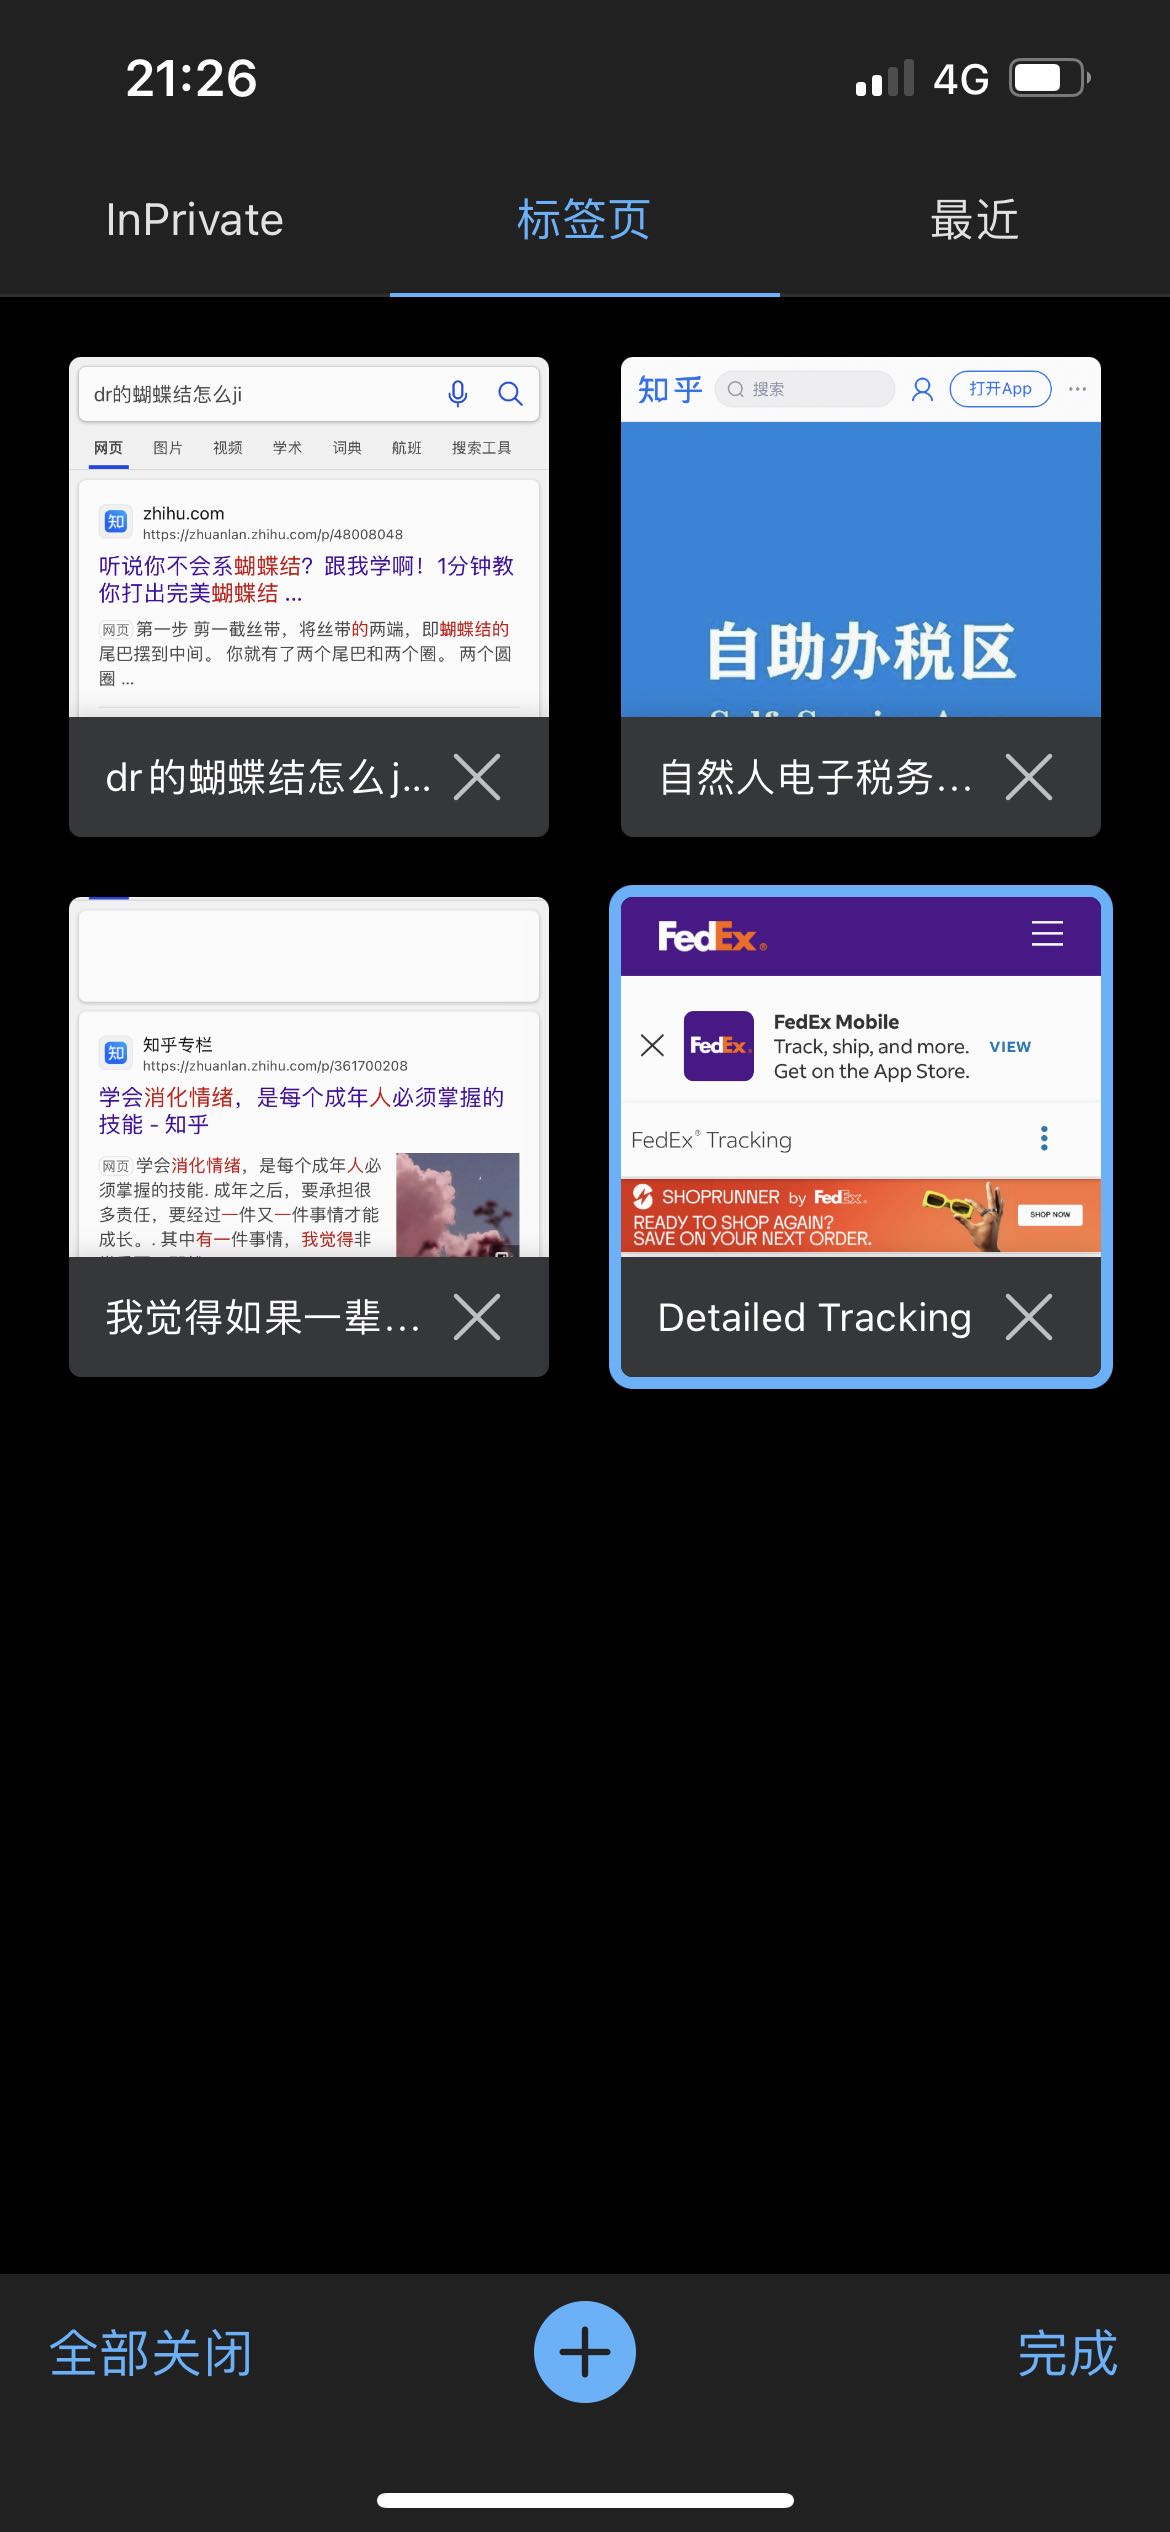 21:26
4G
InPrivate
标签页
最近
dr的蝴蝶结怎么ji
网页 图片 视频 学术 词典 航班 搜索工具
知
zhihu.com
https://zhuanlan.zhihu.com/p/48008048
听说你不会系蝴蝶结？跟我学啊！1分钟教
你打出完美蝴蝶结 ...
网页 第一步 剪一截丝带，将丝带的两端，即蝴蝶结的
尾巴摆到中间。 你就有了两个尾巴和两个圈。 两个圆
圈 ...
dr的蝴蝶结怎么j...
知乎
搜索
打开App
自助办税区
自然人电子税务...
知
知乎专栏
https://zhuanlan.zhihu.com/p/361700208
学会消化情绪，是每个成年人必须掌握的
技能 - 知乎
网页 学会消化情绪，是每个成年人必
须掌握的技能. 成年之后，要承担很
多责任，要经过一件又一件事情才能
成长。. 其中有一件事情，我觉得非
我觉得如果一辈...
FedEx®
FedEx
FedEx Mobile
Track, ship, and more.
Get on the App Store.
VIEW
FedEx® Tracking
SHOPRUNNER by FedEx.
READY TO SHOP AGAIN?
SAVE ON YOUR NEXT ORDER.
SHOP NOW
Detailed Tracking
全部关闭
完成